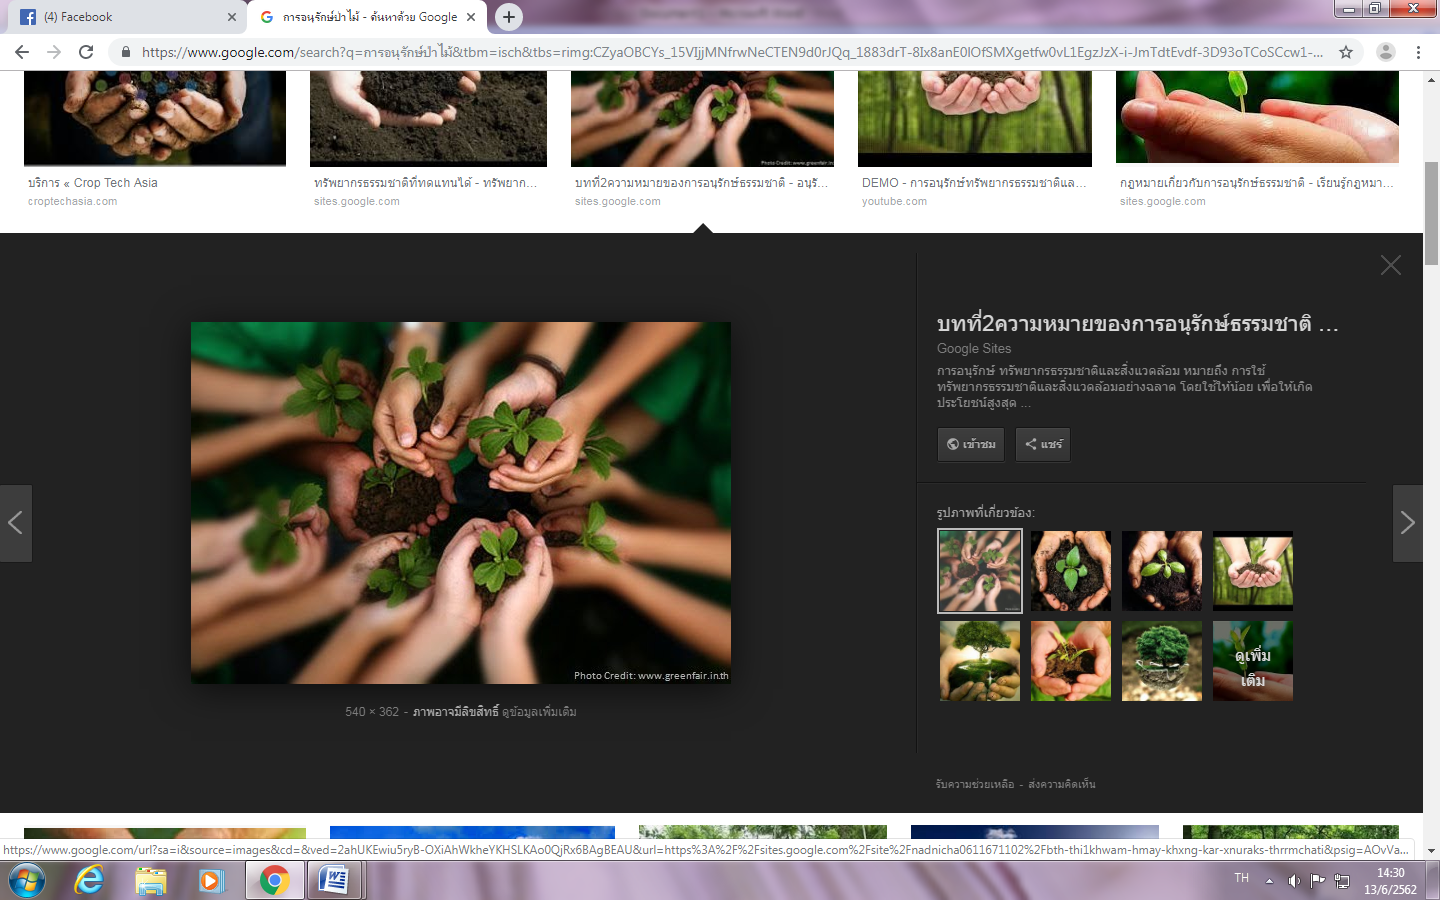 (4) Facebook
การอนุรักษ์ป่าไม้ - ค้นหาด้วย Google
https://www.google.com/search?q=การอนุรักษ์ป่าไม้&tbm=isch&tbs=rimg:CZyaOBCYs_15VIjjMNfrwNeCTEN9d0rJQq_1883drT-8Ix8anE0lOfSMXgetfw0vL1EgzJzX-i-JmTdtEvdf-3D93oTCoSCcw1-...
Photo Credit: www.greenfair.in.th
บริการ « Crop Tech Asia
croptechasia.com
ทรัพยากรธรรมชาติที่ทดแทนได้ - ทรัพยาก...
sites.google.com
บทที่2ความหมายของการอนุรักษ์ธรรมชาติ - อนุรั...
sites.google.com
DEMO - การอนุรักษ์ทรัพยากรธรรมชาติแล...
youtube.com
กฎหมายเกี่ยวกับการอนุรักษ์ธรรมชาติ - เรียนรู้กฎหมา...
sites.google.com
Photo Credit: www.greenfair.in.th
540 × 362 - ภาพอาจมีลิขสิทธิ์ ดูข้อมูลเพิ่มเติม
บทที่2ความหมายของการอนุรักษ์ธรรมชาติ ...
Google Sites
การอนุรักษ์ ทรัพยากรธรรมชาติและสิ่งแวดล้อม หมายถึง การใช้
ทรัพยากรธรรมชาติและสิ่งแวดล้อมอย่างฉลาด โดยใช้ให้น้อย เพื่อให้เกิด
ประโยชน์สูงสุด ...
เข้าชม
แชร์
รูปภาพที่เกี่ยวข้อง:
ดูเพิ่ม
เติม
รับความช่วยเหลือ - ส่งความคิดเห็น
https://www.google.com/url?sa=i&source=images&cd=&ved=2ahUKEwiu5ryB-OXiAhWkheYKHSLKAo0QjRx6BAgBEAU&url=https%3A%2F%2Fsites.google.com%2Fsite%2Fnadnicha0611671102%2Fbth-thi1khwam-hmay-khxng-kar-xnuraks-thrrmchati&psig=AOvVa...
TH
14:30
13/6/2562